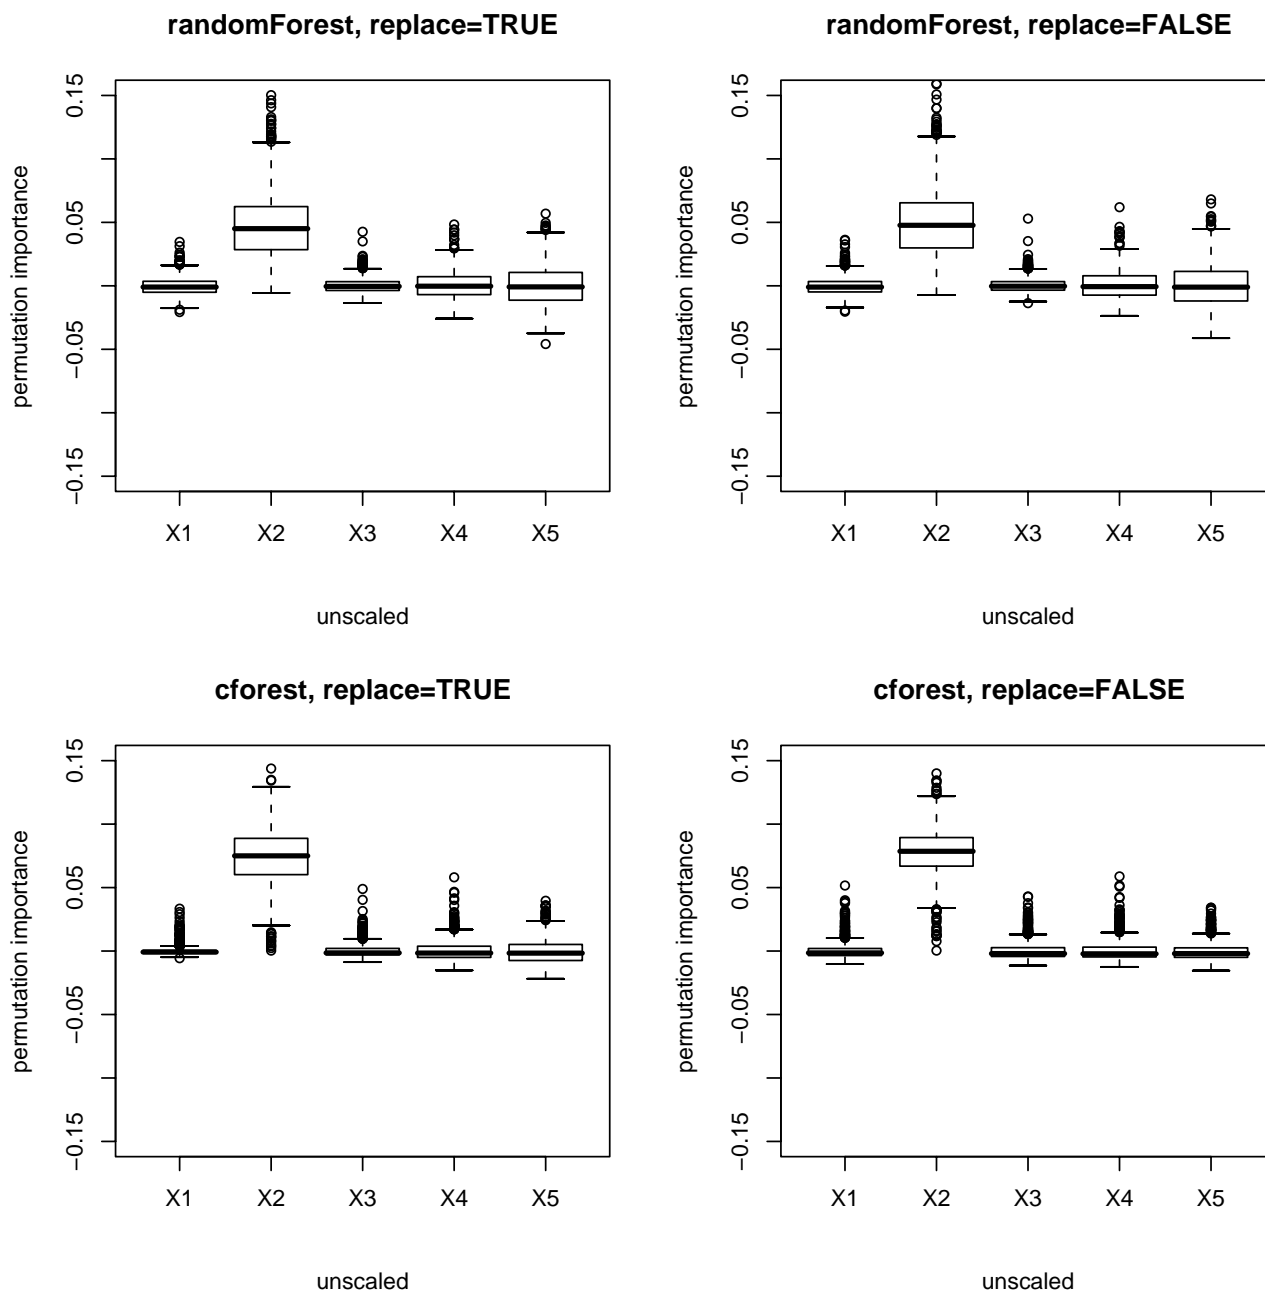 randomForest, replace=TRUE
permutation importance
0.15
0.05
−0.05
−0.15
X1 X2 X3 X4 X5
unscaled
randomForest, replace=FALSE
permutation importance
0.15
0.05
−0.05
−0.15
X1 X2 X3 X4 X5
unscaled
cforest, replace=TRUE
permutation importance
0.15
0.05
−0.05
−0.15
X1 X2 X3 X4 X5
unscaled
cforest, replace=FALSE
permutation importance
0.15
0.05
−0.05
−0.15
X1 X2 X3 X4 X5
unscaled